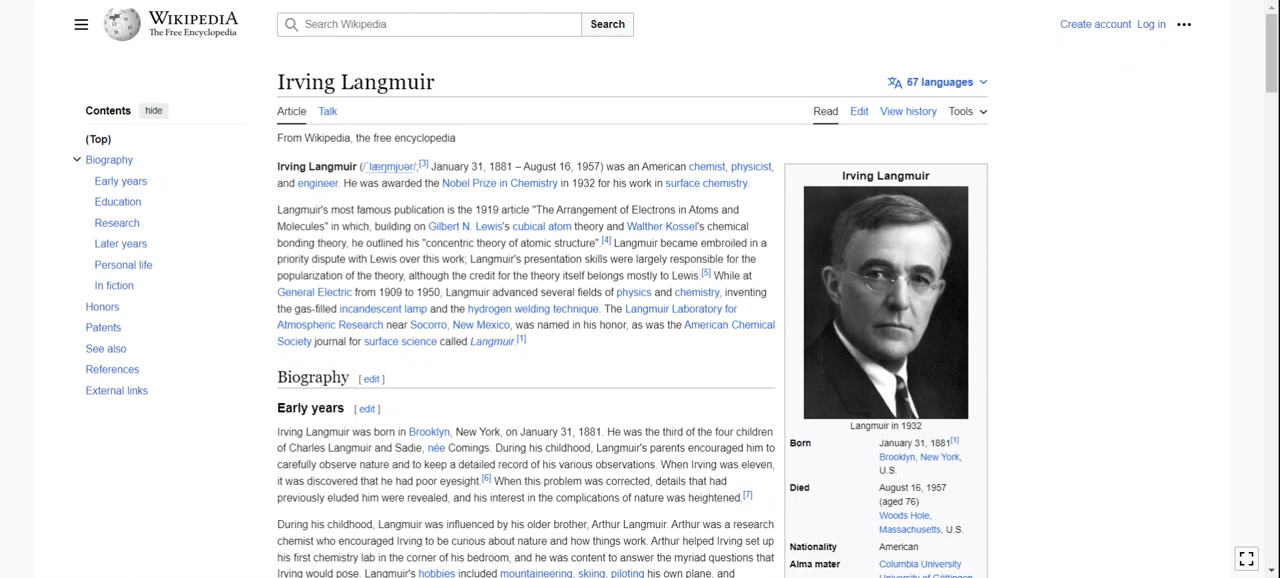 WIKIPEDIA
The Free Encyclopedia
Search Wikipedia
Search
Create account Log in
Irving Langmuir
67 languages
Contents hide
Article Talk
Read Edit View history Tools
(Top)
Biography
Early years
Education
Research
Later years
Personal life
In fiction
Honors
Patents
See also
References
External links
From Wikipedia, the free encyclopedia
Irving Langmuir (/ˈlæŋmjʊər/;[3] January 31, 1881 – August 16, 1957) was an American chemist, physicist,
and engineer. He was awarded the Nobel Prize in Chemistry in 1932 for his work in surface chemistry.
Langmuir's most famous publication is the 1919 article "The Arrangement of Electrons in Atoms and
Molecules" in which, building on Gilbert N. Lewis's cubical atom theory and Walther Kossel's chemical
bonding theory, he outlined his "concentric theory of atomic structure".[4] Langmuir became embroiled in a
priority dispute with Lewis over this work; Langmuir's presentation skills were largely responsible for the
popularization of the theory, although the credit for the theory itself belongs mostly to Lewis.[5] While at
General Electric from 1909 to 1950, Langmuir advanced several fields of physics and chemistry, inventing
the gas-filled incandescent lamp and the hydrogen welding technique. The Langmuir Laboratory for
Atmospheric Research near Socorro, New Mexico, was named in his honor, as was the American Chemical
Society journal for surface science called Langmuir.[1]
Biography [ edit ]
Early years [ edit ]
Irving Langmuir was born in Brooklyn, New York, on January 31, 1881. He was the third of the four children
of Charles Langmuir and Sadie, née Comings. During his childhood, Langmuir's parents encouraged him to
carefully observe nature and to keep a detailed record of his various observations. When Irving was eleven,
it was discovered that he had poor eyesight.[6] When this problem was corrected, details that had
previously eluded him were revealed, and his interest in the complications of nature was heightened.[7]
During his childhood, Langmuir was influenced by his older brother, Arthur Langmuir. Arthur was a research
chemist who encouraged Irving to be curious about nature and how things work. Arthur helped Irving set up
his first chemistry lab in the corner of his bedroom, and he was content to answer the myriad questions that
Irving would pose. Langmuir's hobbies included mountaineering, skiing, piloting his own plane, and
Irving Langmuir
Langmuir in 1932
Born January 31, 1881[1]
Brooklyn, New York,
U.S.
Died August 16, 1957
(aged 76)
Woods Hole,
Massachusetts, U.S.
Nationality American
Alma mater Columbia University
University of Göttingen